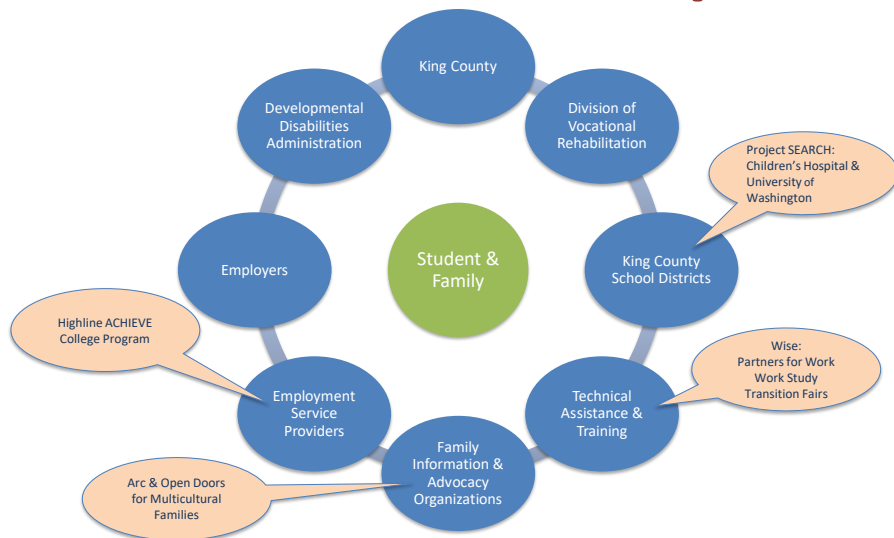 King County
Developmental
Disabilities
Administration
Division of
Vocational
Rehabilitation
Project SEARCH:
Children's Hospital &
University of
Washington
Employers
Student &
Family
King County
School Districts
Highline ACHIEVE
College Program
Wise:
Partners for Work
Work Study
Transition Fairs
Employment
Service
Providers
Technical
Assistance &
Training
Family
Information &
Advocacy
Organizations
Arc & Open Doors
for Multicultural
Families